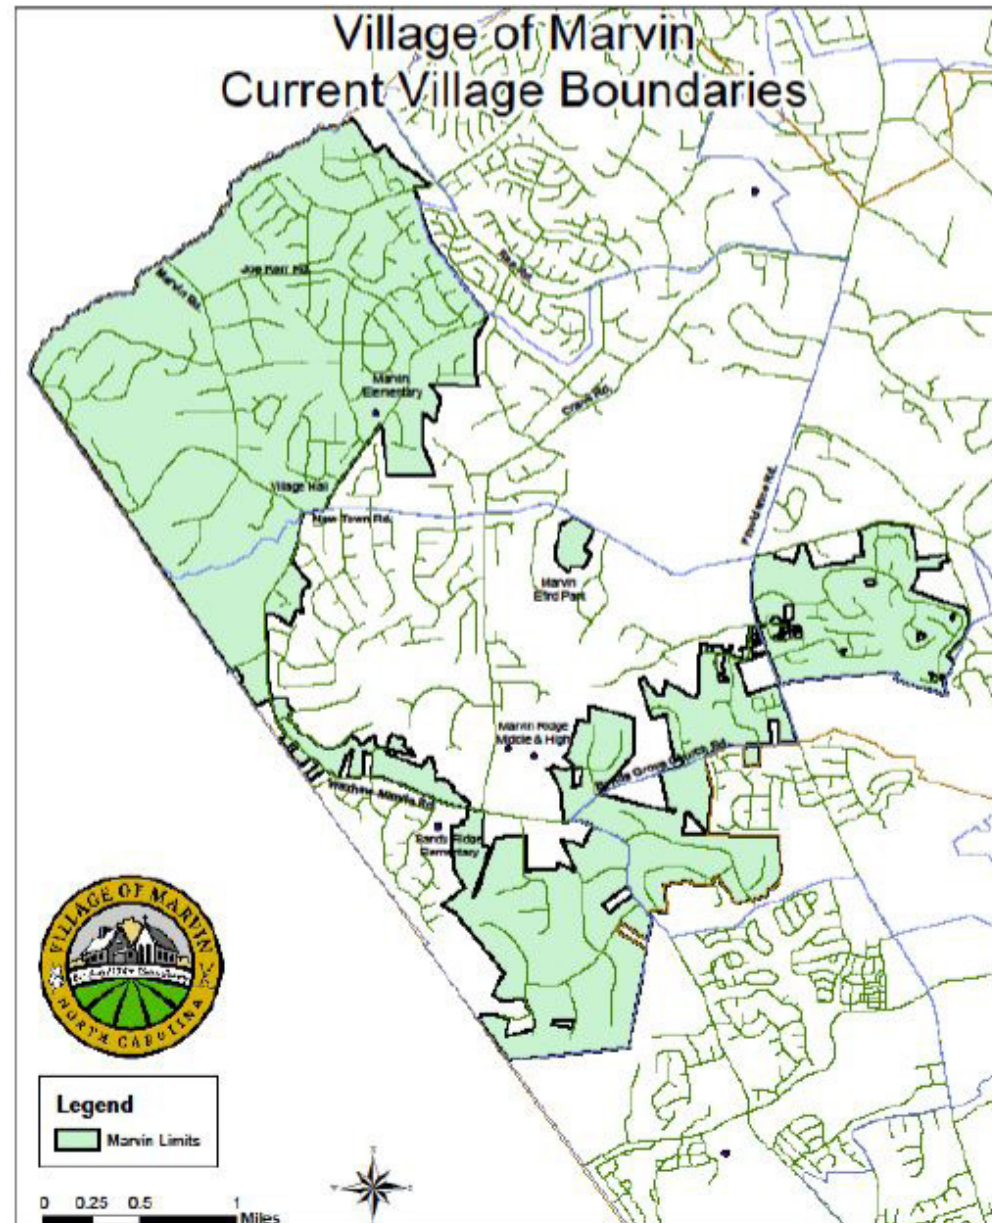 Village of Marvin
Current Village Boundaries
Joe Kerr Rd.
Marvin Rd.
Rea Rd.
Marvin
Elementary
Crane Rd.
Village Hall
New Town Rd.
Providence Rd.
Marvin
Efird Park
Marvin Ridge
Middle & High
Grove Church Rd.
Waxhaw-Marvin Rd.
Sandy Ridge
Elementary
VILLAGE OF MARVIN
NORTH CAROLINA
Legend
Marvin Limits
0 0.25 0.5 1
Miles